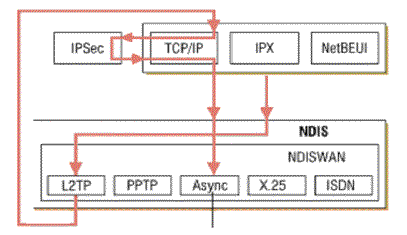 IPSec TCP/IP IPX NetBEUI
NDIS
NDISWAN
L2TP PPTP Async X.25 ISDN